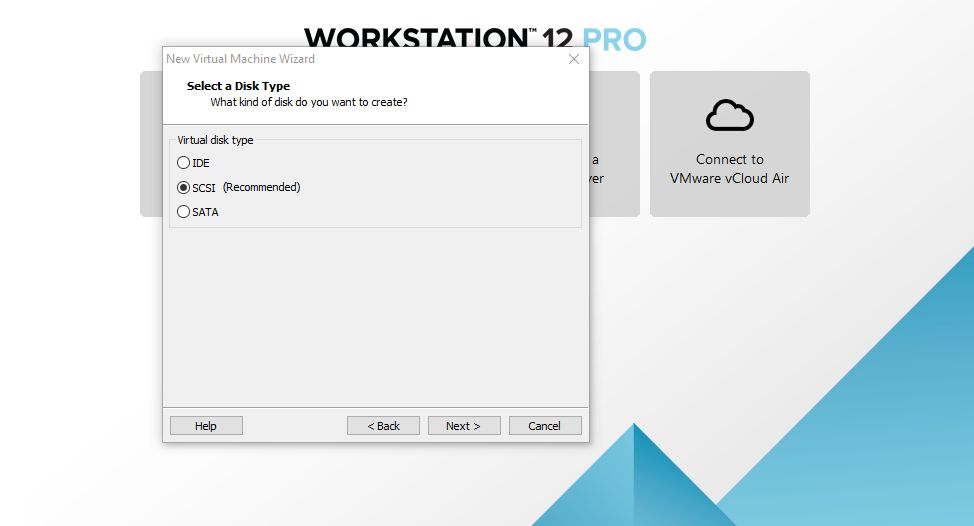 WORKSTATION™ 12 PRO
New Virtual Machine Wizard
Select a Disk Type
What kind of disk do you want to create?
Virtual disk type
IDE
SCSI (Recommended)
SATA
Help
< Back
Next >
Cancel
a
ver
Connect to
VMware vCloud Air